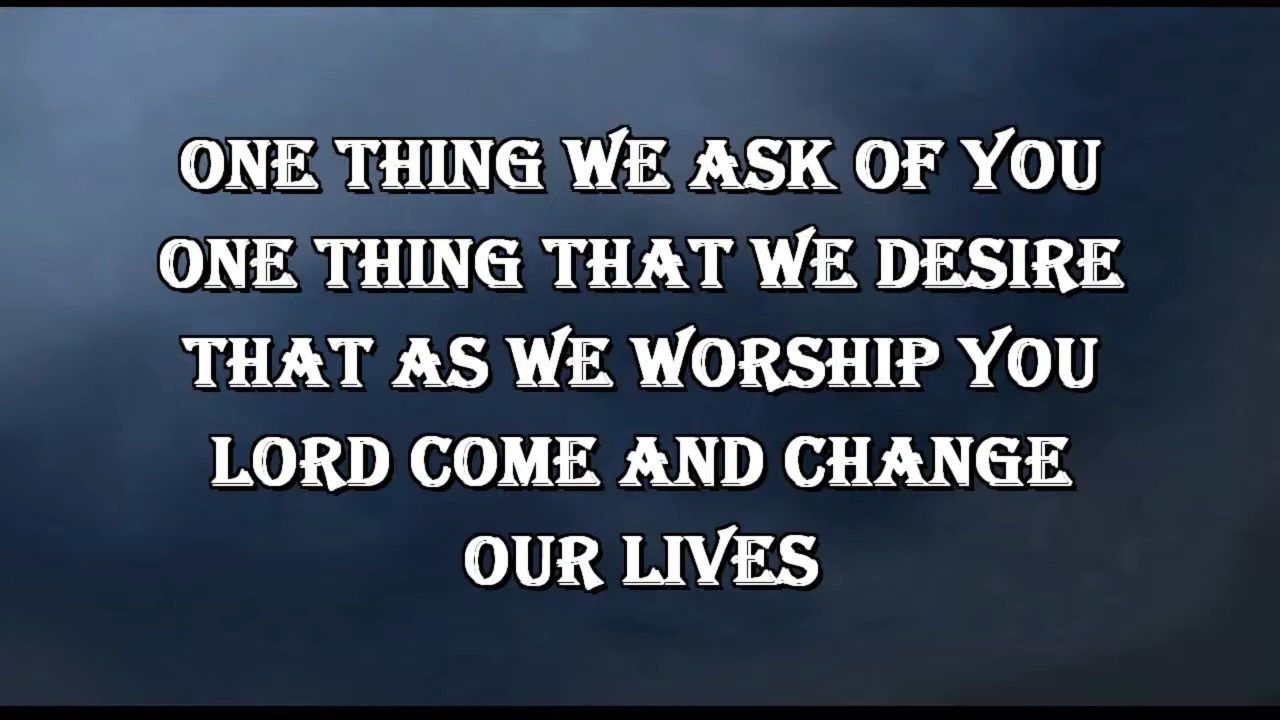 ONE THING WE ASK OF YOU
ONE THING THAT WE DESIRE
THAT AS WE WORSHIP YOU
LORD COME AND CHANGE
OUR LIVES